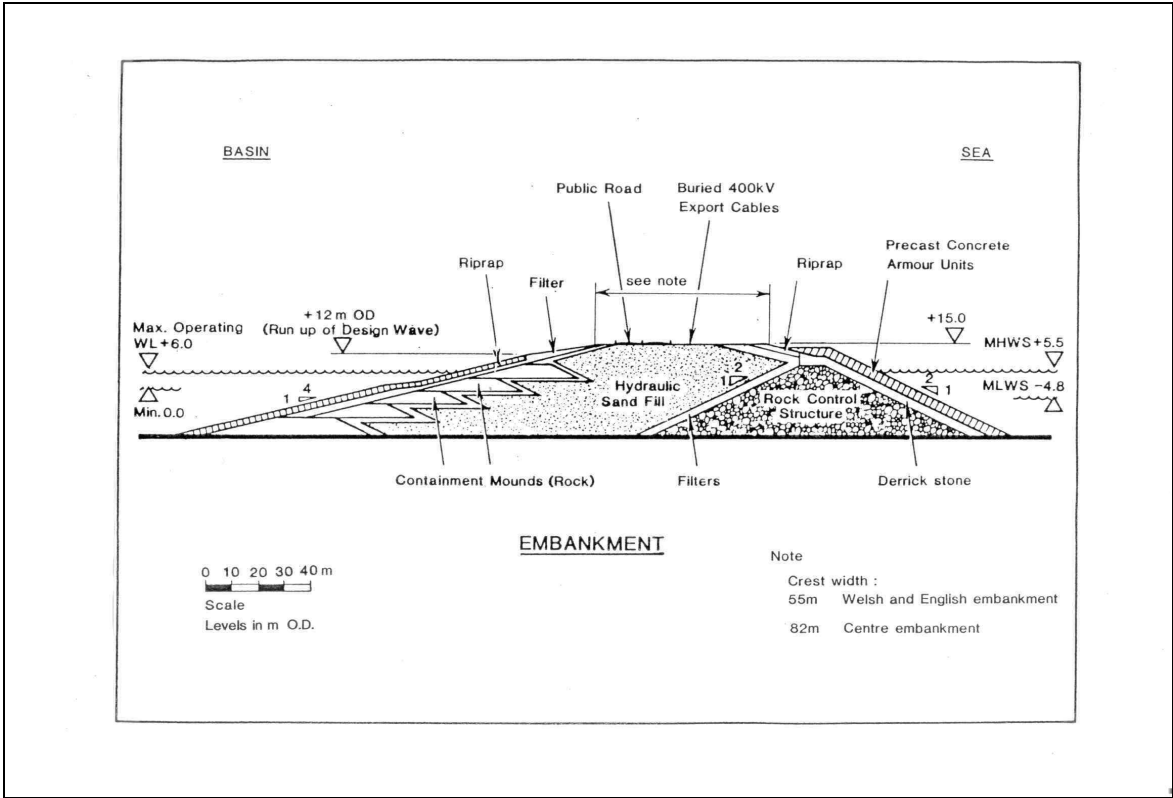 BASIN
SEA
Public Road
Buried 400kV
Export Cables
Precast Concrete
Armour Units
Riprap
Filter
see note
Riprap
+12m OD
(Run up of Design Wave)
Max. Operating
WL+6.0
+15.0
MHWS+5.5
4
1
2
1
2
1
Hydraulic
Sand Fill
Rock Control
Structure
MLWS -4.8
Min.0.0
Containment Mounds (Rock)
Filters
Derrick stone
EMBANKMENT
Note
Crest width :
55m Welsh and English embankment
82m Centre embankment
0 10 20 30 40m
Scale
Levels in m O.D.